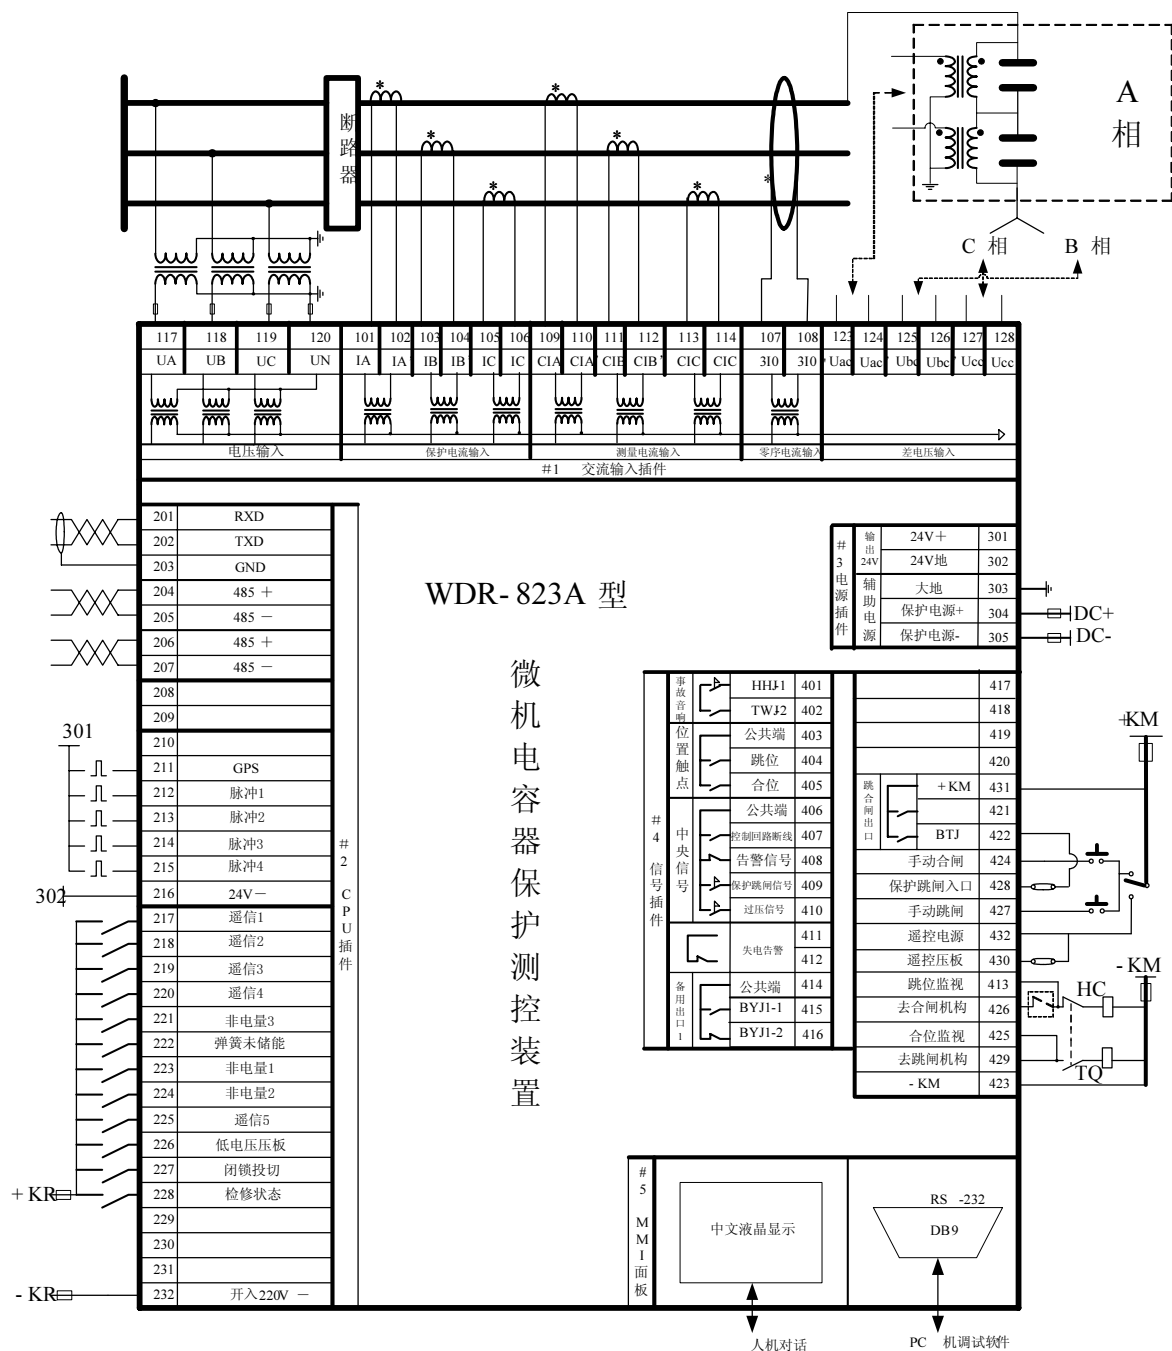 A
相
断路器
*
*
*
*
*
*
*
C 相
B 相
117 118 119 120 101 102 103 104 105 106 109 110 111 112 113 114 107 108 123 124 125 126 127 128
UA UB UC UN IA IA' IB IB' IC IC CIA CIA' CIB CIB' CIC CIC 3I0 3I0' Uac Uac' Ubc Ubc' Ucc Ucc
电压输入 保护电流输入 测量电流输入 零序电流输入 差电压输入
#1 交流输入插件
WDR-823A 型
微机电容器保护测控装置
201 RXD
202 TXD
203 GND
204 485 +
205 485 －
206 485 +
207 485 －
208
209
301
210
211 GPS
212 脉冲1
213 脉冲2
214 脉冲3
215 脉冲4
302
216 24V－
217 遥信1
218 遥信2
219 遥信3
220 遥信4
221 非电量3
222 弹簧未储能
223 非电量1
224 非电量2
225 遥信5
226 低电压压板
227 闭锁投切
+ KR
228 检修状态
229
230
231
- KR
232 开入220V －
#2 CPU插件
#3电源插件
输出24V
24V＋ 301
24V地 302
辅助电源
大地 303
保护电源+ 304
DC+
保护电源- 305
DC-
#4 信号插件
事故音响
HHJ-1 401
TWJ-2 402
位置触点
公共端 403
跳位 404
合位 405
中央信号
公共端 406
控制回路断线 407
告警信号 408
保护跳闸信号 409
过压信号 410
失电告警
411
412
备用出口1
公共端 414
BYJ1-1 415
BYJ1-2 416
417
418
419
420
跳合闸出口
+KM 431
421
BTJ 422
手动合闸 424
保护跳闸入口 428
手动跳闸 427
遥控电源 432
遥控压板 430
跳位监视 413
去合闸机构 426
合位监视 425
去跳闸机构 429
- KM 423
+KM
- KM
HC
TQ
#5 MMI面板
中文液晶显示
RS -232
DB9
人机对话
PC 机调试软件